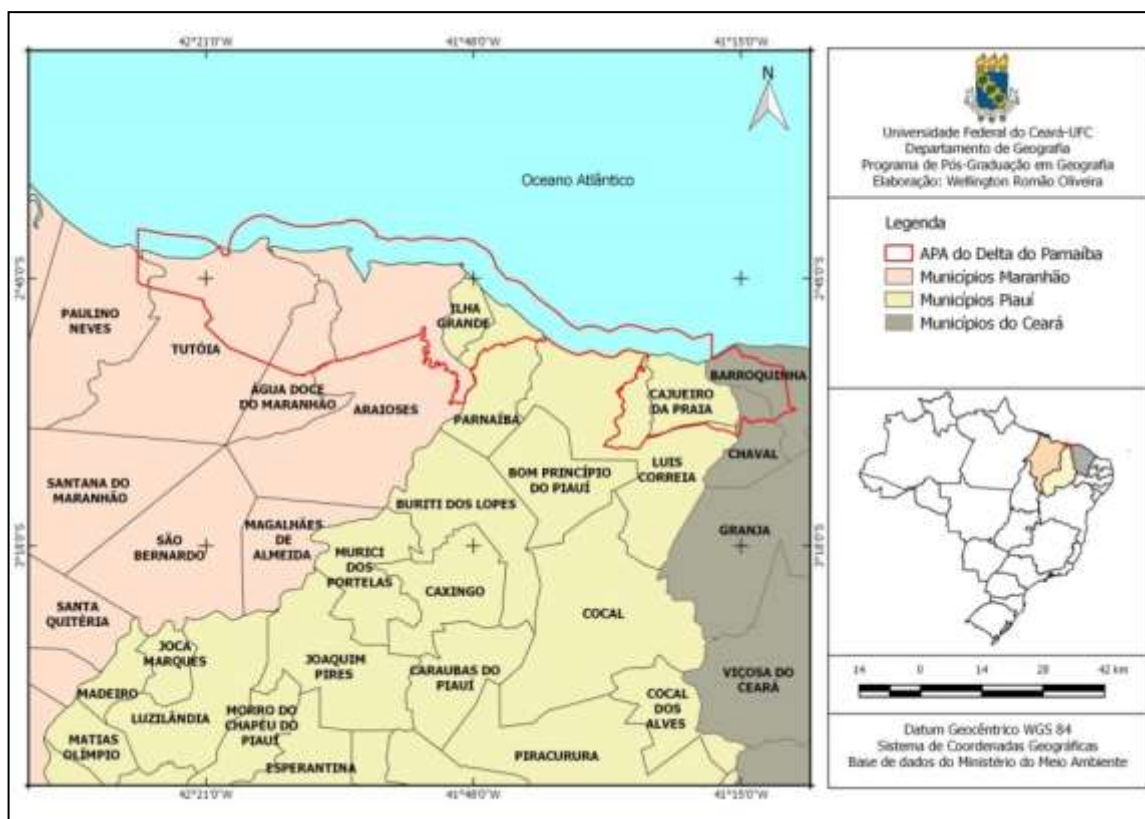 42°21'0"W
41°48'0"W
41°15'0"W
N
Oceano Atlântico
2°45'0"S
2°45'0"S
PAULINO
NEVES
TUTÓIA
ILHA
GRANDE
ÁGUA DOCE
DO MARANHÃO
ARAIOSES
PARNAÍBA
CAJUEIRO
DA PRAIA
BARROQUINHA
CHAVAL
SANTANA DO
MARANHÃO
BURITI DOS LOPES
BOM PRINCÍPIO
DO PIAUÍ
LUIS
CORREIA
GRANJA
SÃO
BERNARDO
MAGALHÃES
DE
ALMEIDA
MURICI
DOS
PORTELAS
CAXINGO
COCAL
3°18'0"S
3°18'0"S
SANTA
QUITÉRIA
JOCA
MARQUES
JOAQUIM
PIRES
CARAUBAS DO
PIAUÍ
VIÇOSA DO
CEARÁ
MADEIRO
LUZILÂNDIA
MORRO DO
CHAPÉU DO
PIAUÍ
COCAL
DOS
ALVES
MATIAS
OLÍMPIO
ESPERANTINA
PIRACURURA
42°21'0"W
41°48'0"W
41°15'0"W
Universidade Federal do Ceará-UFC
Departamento de Geografia
Programa de Pós-Graduação em Geografia
Elaboração: Wellington Romão Oliveira
Legenda
APA do Delta do Parnaíba
Municípios Maranhão
Municípios Piauí
Municípios do Ceará
14 0 14 28 42 km
Datum Geocêntrico WGS 84
Sistema de Coordenadas Geográficas
Base de dados do Ministério do Meio Ambiente